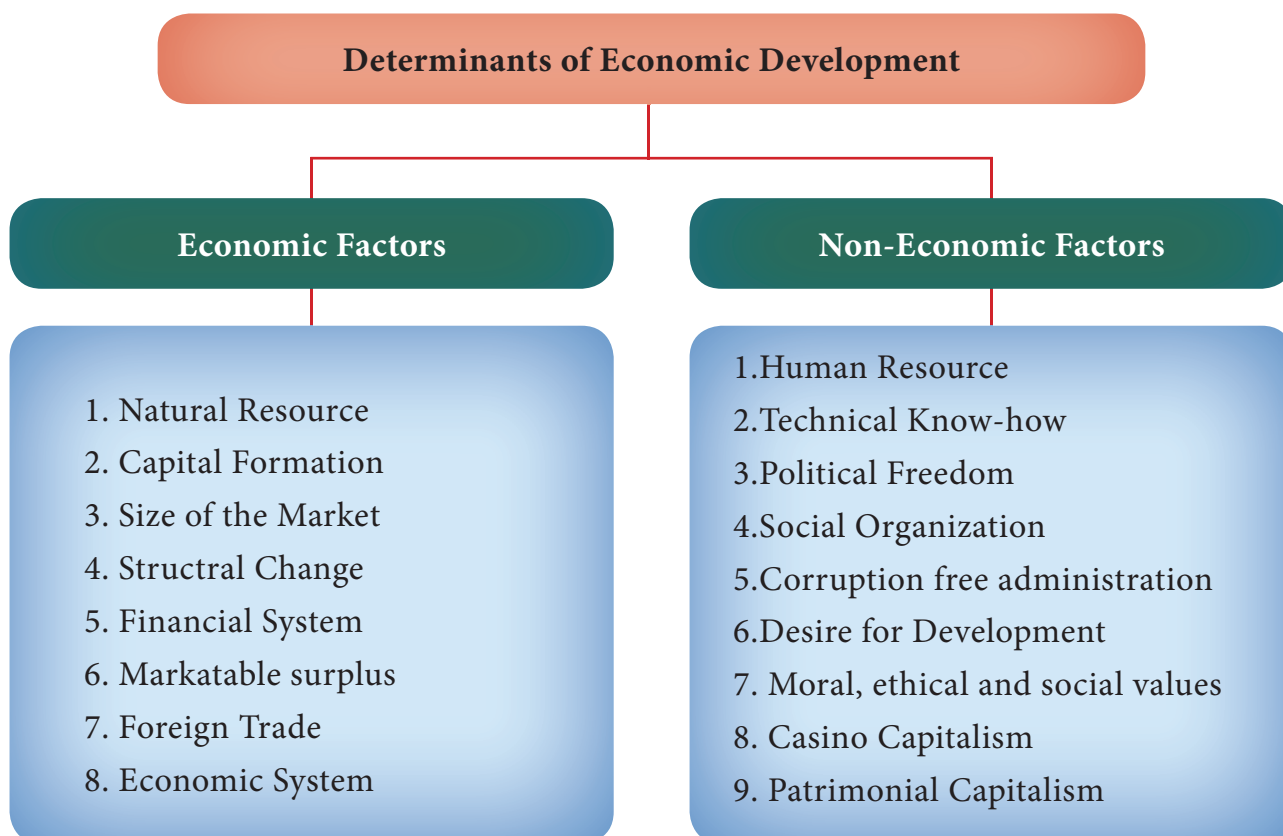 Determinants of Economic Development
Economic Factors
1. Natural Resource
2. Capital Formation
3. Size of the Market
4. Structral Change
5. Financial System
6. Markatable surplus
7. Foreign Trade
8. Economic System
Non-Economic Factors
1.Human Resource
2.Technical Know-how
3.Political Freedom
4.Social Organization
5.Corruption free administration
6.Desire for Development
7. Moral, ethical and social values
8. Casino Capitalism
9. Patrimonial Capitalism